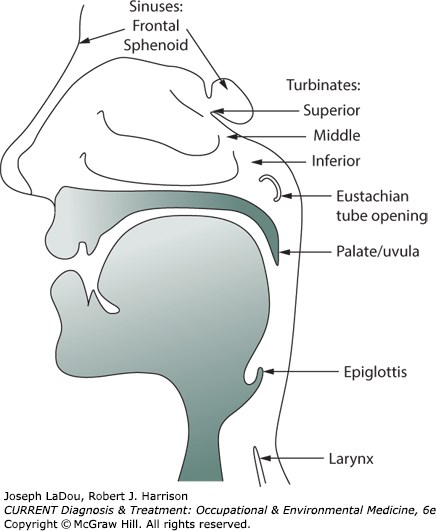 Sinuses:
Frontal
Sphenoid
Turbinates:
Superior
Middle
Inferior
Eustachian
tube opening
Palate/uvula
Epiglottis
Larynx
Joseph LaDou, Robert J. Harrison
CURRENT Diagnosis & Treatment: Occupational & Environmental Medicine, 6e
Copyright © McGraw Hill. All rights reserved.